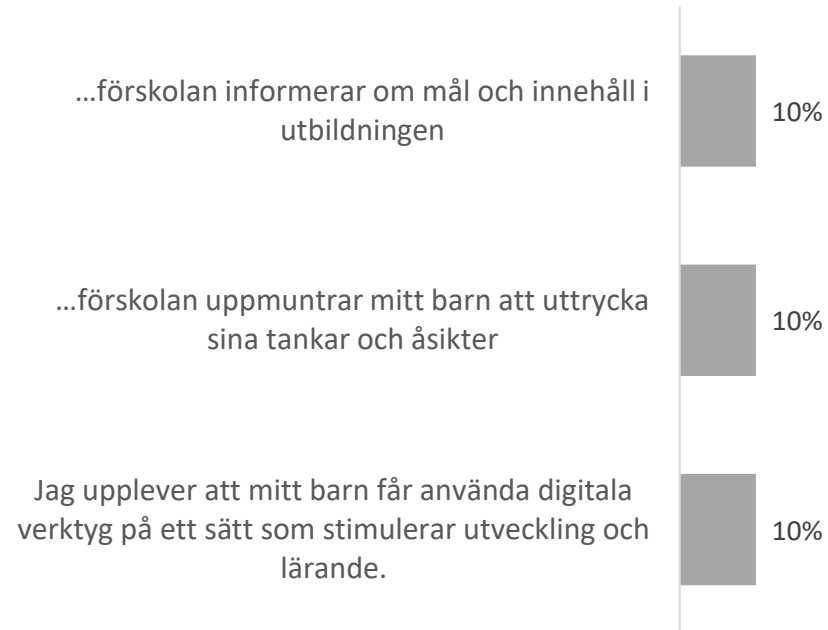 ...förskolan informerar om mål och innehåll i
utbildningen
10%
...förskolan uppmuntrar mitt barn att uttrycka
sina tankar och åsikter
10%
Jag upplever att mitt barn får använda digitala
verktyg på ett sätt som stimulerar utveckling och
lärande.
10%